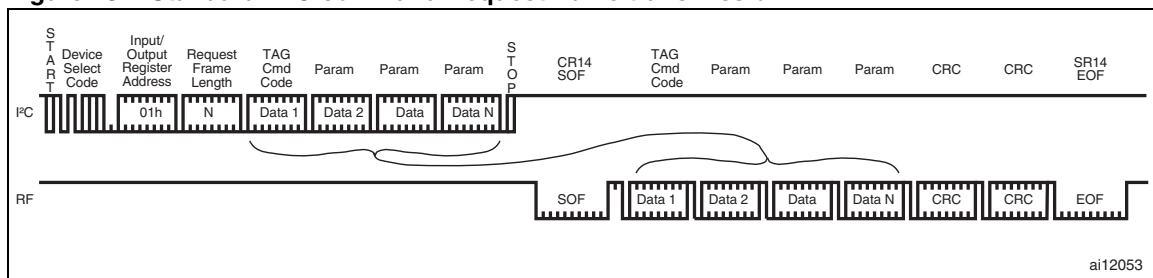 START
Device Select Code
Input/ Output Register Address
Request Frame Length
TAG Cmd Code
Param
Param
Param
STOP
CR14 SOF
TAG Cmd Code
Param
Param
Param
CRC
CRC
SR14 EOF
I²C
01h
N
Data 1
Data 2
Data
Data N
RF
SOF
Data 1
Data 2
Data
Data N
CRC
CRC
EOF
ai12053